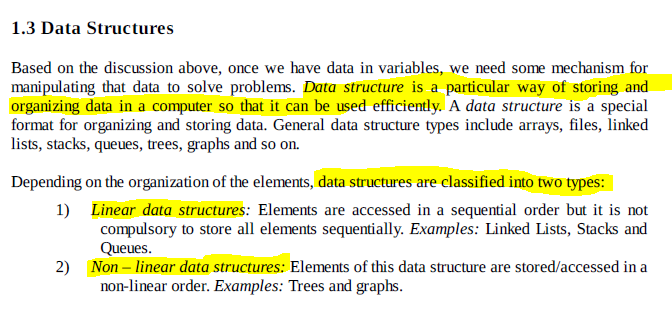 1.3 Data Structures
Based on the discussion above, once we have data in variables, we need some mechanism for
manipulating that data to solve problems. Data structure is a particular way of storing and
organizing data in a computer so that it can be used efficiently. A data structure is a special
format for organizing and storing data. General data structure types include arrays, files, linked
lists, stacks, queues, trees, graphs and so on.
Depending on the organization of the elements, data structures are classified into two types:
1) Linear data structures: Elements are accessed in a sequential order but it is not
compulsory to store all elements sequentially. Examples: Linked Lists, Stacks and
Queues.
2) Non – linear data structures: Elements of this data structure are stored/accessed in a
non-linear order. Examples: Trees and graphs.